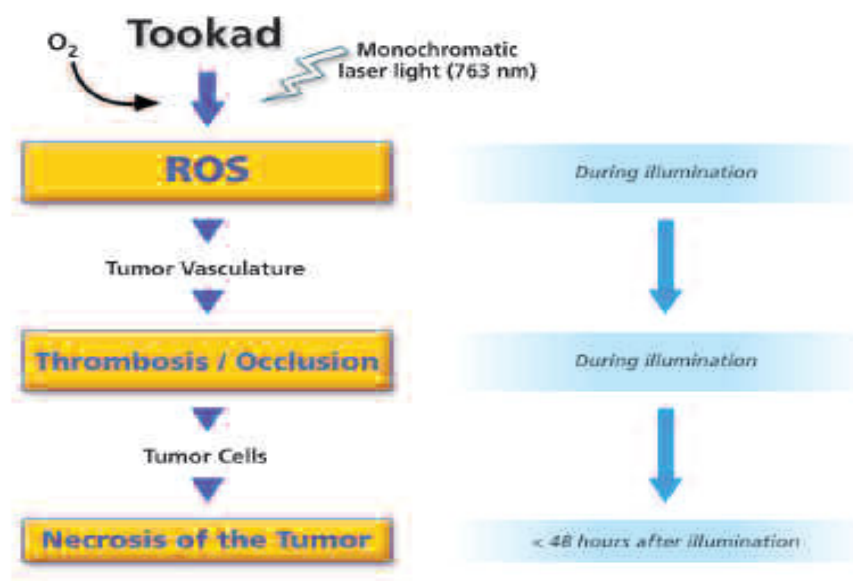 Tookad
O₂
Monochromatic
laser light (763 nm)
ROS
During illumination
Tumor Vasculature
Thrombosis / Occlusion
During illumination
Tumor Cells
Necrosis of the Tumor
< 48 hours after illumination